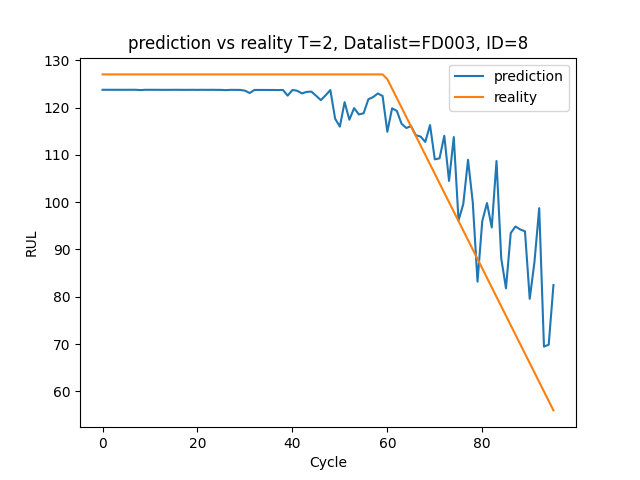 prediction vs reality T=2, Datalist=FD003, ID=8
prediction
reality
130
120
110
100
90
80
70
60
RUL
0
20
40
60
80
Cycle